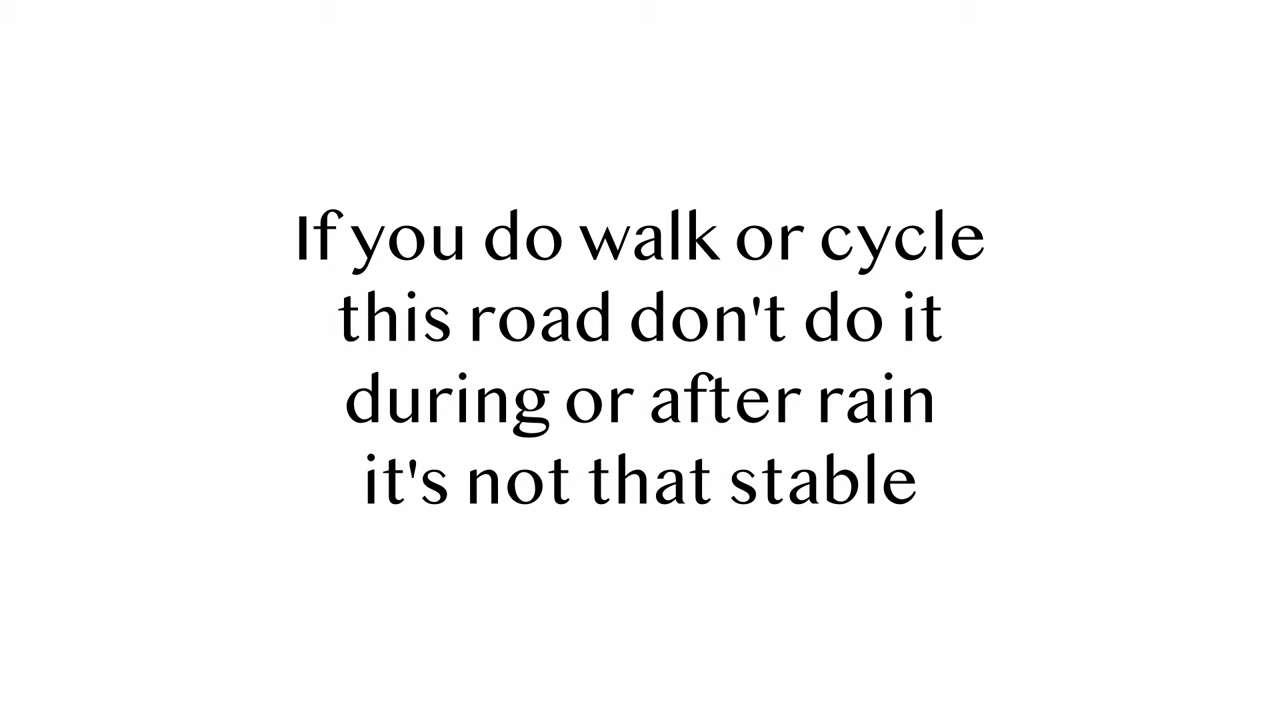 If you do walk or cycle
this road don't do it
during or after rain
it's not that stable